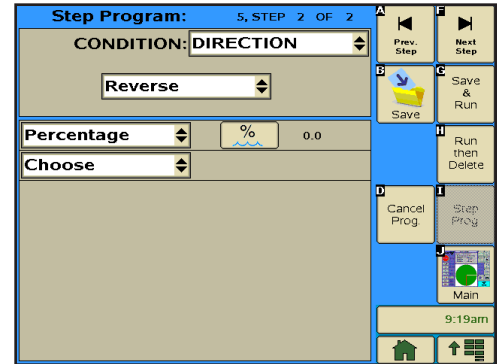 Step Program: 5, STEP 2 OF 2
CONDITION: DIRECTION
Reverse
Percentage % 0.0
Choose
A
Prev.
Step
F
Next
Step
B
Save
G
Save
&
Run
H
Run
then
Delete
D
Cancel
Prog.
I
Step
Prog
J
Main
9:19am